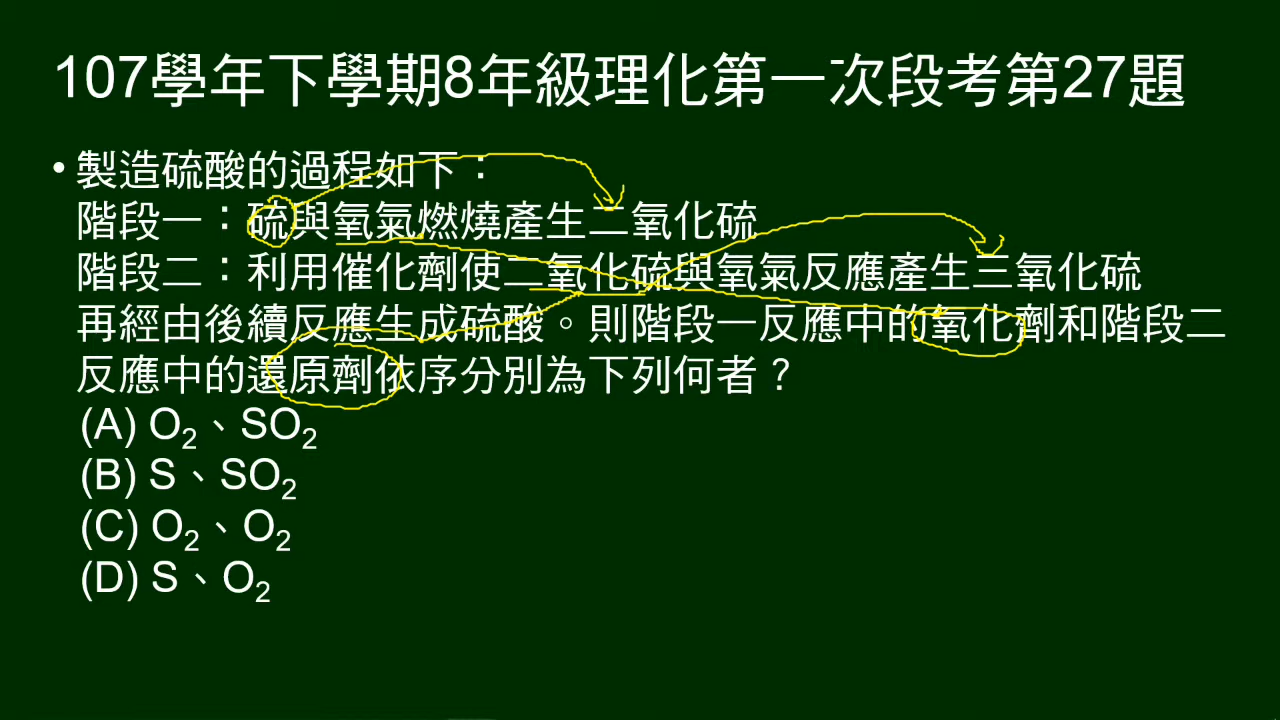 107學年下學期8年級理化第一次段考第27題
• 製造硫酸的過程如下：
階段一：硫與氧氣燃燒產生二氧化硫
階段二：利用催化劑使二氧化硫與氧氣反應產生三氧化硫
再經由後續反應生成硫酸。則階段一反應中的氧化劑和階段二
反應中的還原劑依序分別為下列何者？
(A) O₂、SO₂
(B) S、SO₂
(C) O₂、O₂
(D) S、O₂